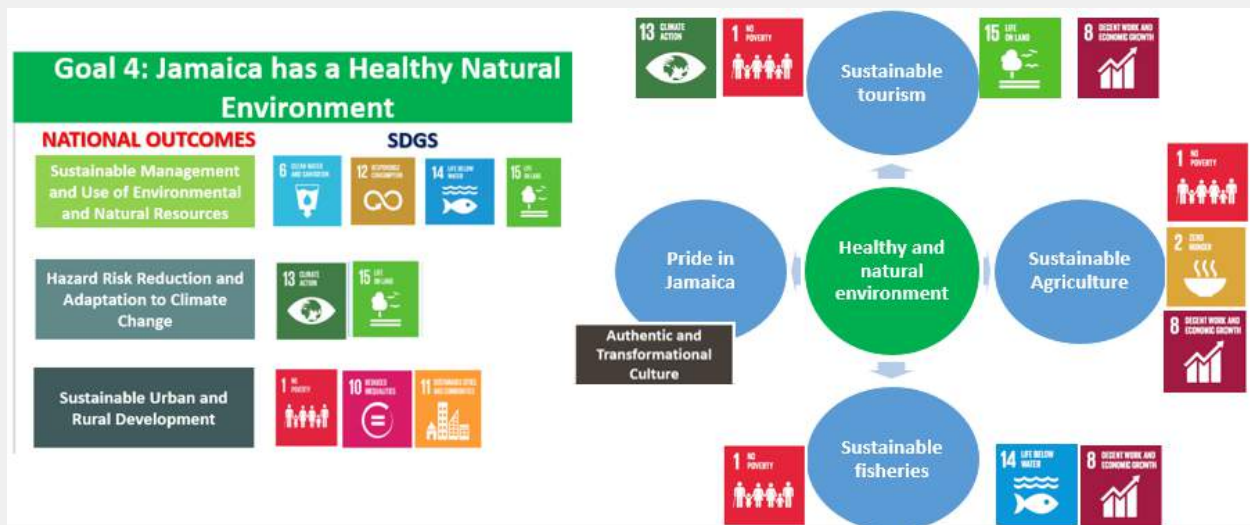 Goal 4: Jamaica has a Healthy Natural
Environment
NATIONAL OUTCOMES
SDGS
Sustainable Management
and Use of Environmental
and Natural Resources
6 CLEAN WATER
AND SANITATION
12 RESPONSIBLE
CONSUMPTION
14 LIFE BELOW
WATER
15 LIFE
ON LAND
Hazard Risk Reduction and
Adaptation to Climate
Change
13 CLIMATE
ACTION
15 LIFE
ON LAND
Sustainable Urban and
Rural Development
1 NO
POVERTY
10 REDUCED
INEQUALITIES
11 SUSTAINABLE CITIES
AND COMMUNITIES
13 CLIMATE
ACTION
1 NO
POVERTY
Sustainable
tourism
15 LIFE
ON LAND
8 DECENT WORK AND
ECONOMIC GROWTH
Pride in
Jamaica
Authentic and
Transformational
Culture
Healthy and
natural
environment
Sustainable
Agriculture
1 NO
POVERTY
2 ZERO
HUNGER
8 DECENT WORK AND
ECONOMIC GROWTH
1 NO
POVERTY
Sustainable
fisheries
14 LIFE BELOW
WATER
8 DECENT WORK AND
ECONOMIC GROWTH